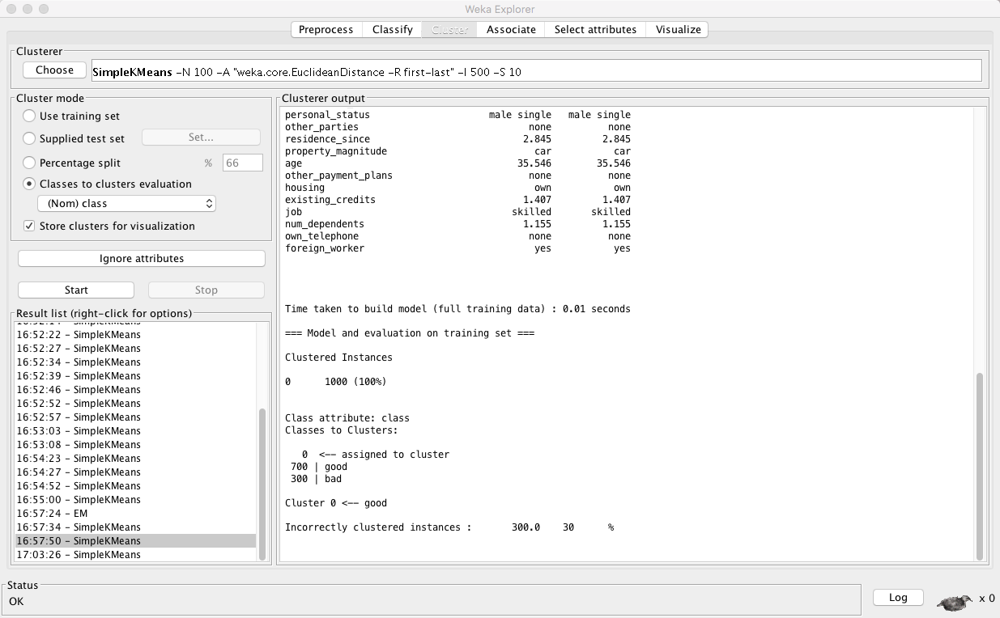 Weka Explorer
Preprocess Classify Cluster Associate Select attributes Visualize
Clusterer
Choose SimpleKMeans -N 100 -A "weka.core.EuclideanDistance -R first-last" -I 500 -S 10
Cluster mode
Use training set
Supplied test set Set...
Percentage split % 66
Classes to clusters evaluation
(Nom) class
Store clusters for visualization
Ignore attributes
Start Stop
Result list (right-click for options)
SimpleKMeans
16:52:22 - SimpleKMeans
16:52:27 - SimpleKMeans
16:52:34 - SimpleKMeans
16:52:39 - SimpleKMeans
16:52:46 - SimpleKMeans
16:52:52 - SimpleKMeans
16:52:57 - SimpleKMeans
16:53:03 - SimpleKMeans
16:53:08 - SimpleKMeans
16:54:23 - SimpleKMeans
16:54:27 - SimpleKMeans
16:54:52 - SimpleKMeans
16:55:00 - SimpleKMeans
16:57:24 - EM
16:57:34 - SimpleKMeans
16:57:50 - SimpleKMeans
17:03:26 - SimpleKMeans
Clusterer output
personal_status male single male single
other_parties none none
residence_since 2.845 2.845
property_magnitude car car
age 35.546 35.546
other_payment_plans none none
housing own own
existing_credits 1.407 1.407
job skilled skilled
num_dependents 1.155 1.155
own_telephone none none
foreign_worker yes yes
Time taken to build model (full training data) : 0.01 seconds
=== Model and evaluation on training set ===
Clustered Instances
0 1000 (100%)
Class attribute: class
Classes to Clusters:
0 <-- assigned to cluster
700 | good
300 | bad
Cluster 0 <-- good
Incorrectly clustered instances : 300.0 30 %
Status
OK
Log x 0